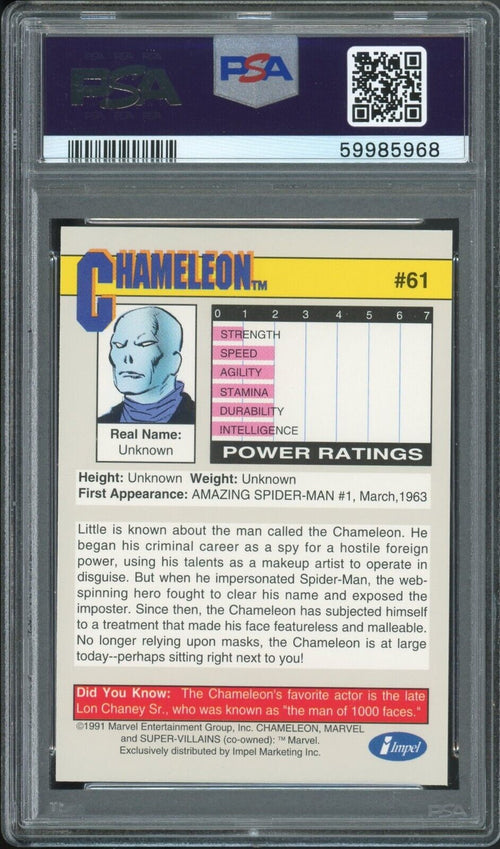 PSA
PSA
59985968
CHAMELEON™
#61
0 1 2 3 4 5 6 7
STRENGTH
SPEED
AGILITY
STAMINA
DURABILITY
INTELLIGENCE
POWER RATINGS
Real Name:
Unknown
Height: Unknown Weight: Unknown
First Appearance: AMAZING SPIDER-MAN #1, March,1963
Little is known about the man called the Chameleon. He
began his criminal career as a spy for a hostile foreign
power, using his talents as a makeup artist to operate in
disguise. But when he impersonated Spider-Man, the web-
spinning hero fought to clear his name and exposed the
imposter. Since then, the Chameleon has subjected himself
to a treatment that made his face featureless and malleable.
No longer relying upon masks, the Chameleon is at large
today--perhaps sitting right next to you!
Did You Know: The Chameleon's favorite actor is the late
Lon Chaney Sr., who was known as "the man of 1000 faces."
©1991 Marvel Entertainment Group, Inc. CHAMELEON, MARVEL
and SUPER-VILLAINS (co-owned): ™ Marvel.
Exclusively distributed by Impel Marketing Inc.
Impel
PSA